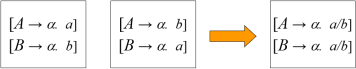 [A → α. a]
[B → α. b]
[A → α. b]
[B → α. a]
[A → α. a/b]
[B → α. a/b]